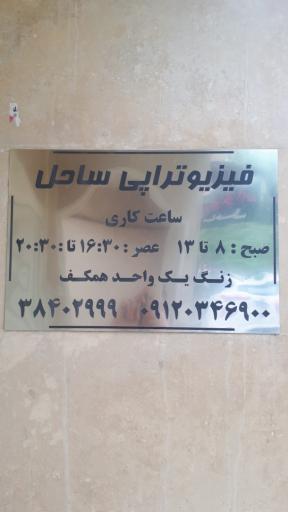 فیزیوتراپی ساحل
ساعت کاری
صبح : ۸ تا ۱۳ عصر : ۱۶:۳۰ تا : ۲۰:۳۰
زنگ یک واحد همکف
۰۹۱۲۰۳۴۶۹۰۰ ۳۸۴۰۲۹۹۹